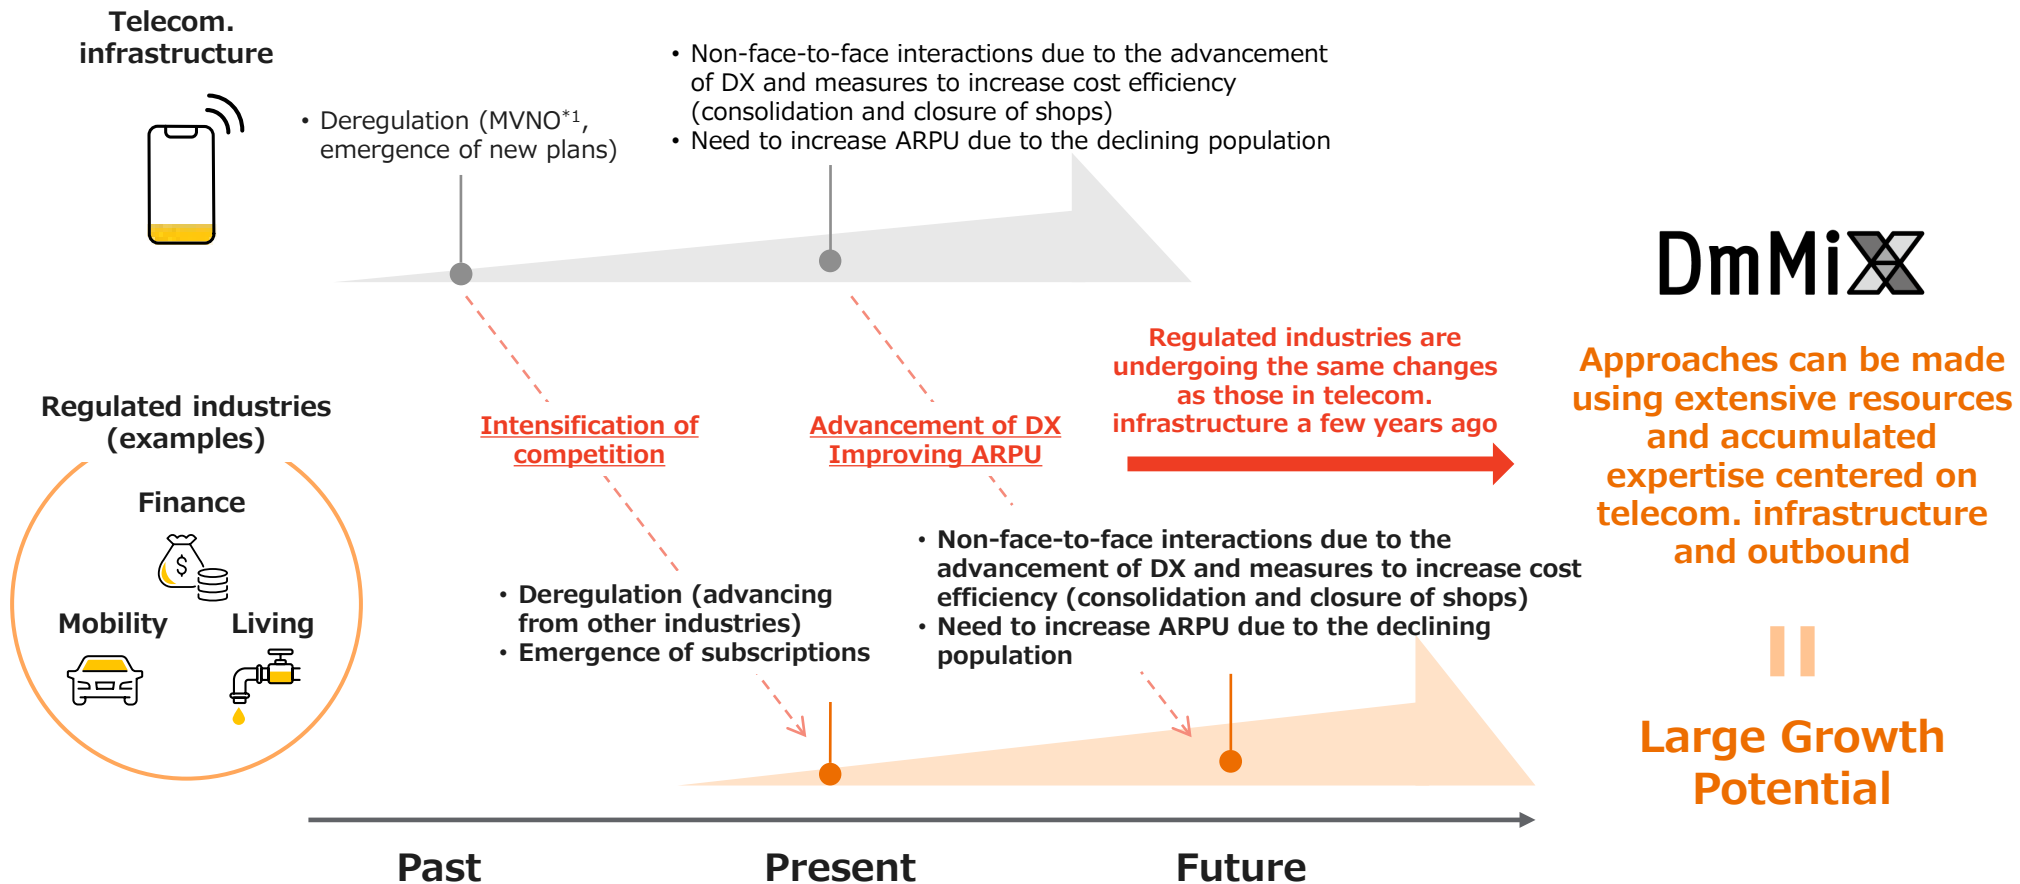 Telecom.
infrastructure
• Deregulation (MVNO*1,
emergence of new plans)
• Non-face-to-face interactions due to the advancement
of DX and measures to increase cost efficiency
(consolidation and closure of shops)
• Need to increase ARPU due to the declining population
Regulated industries
(examples)
Finance
$
Mobility
Living
Intensification of
competition
Advancement of DX
Improving ARPU
Regulated industries are
undergoing the same changes
as those in telecom.
infrastructure a few years ago
• Deregulation (advancing
from other industries)
• Emergence of subscriptions
• Non-face-to-face interactions due to the
advancement of DX and measures to increase cost
efficiency (consolidation and closure of shops)
• Need to increase ARPU due to the declining
population
DmMiX
Approaches can be made
using extensive resources
and accumulated
expertise centered on
telecom. infrastructure
and outbound
Large Growth
Potential
Past
Present
Future